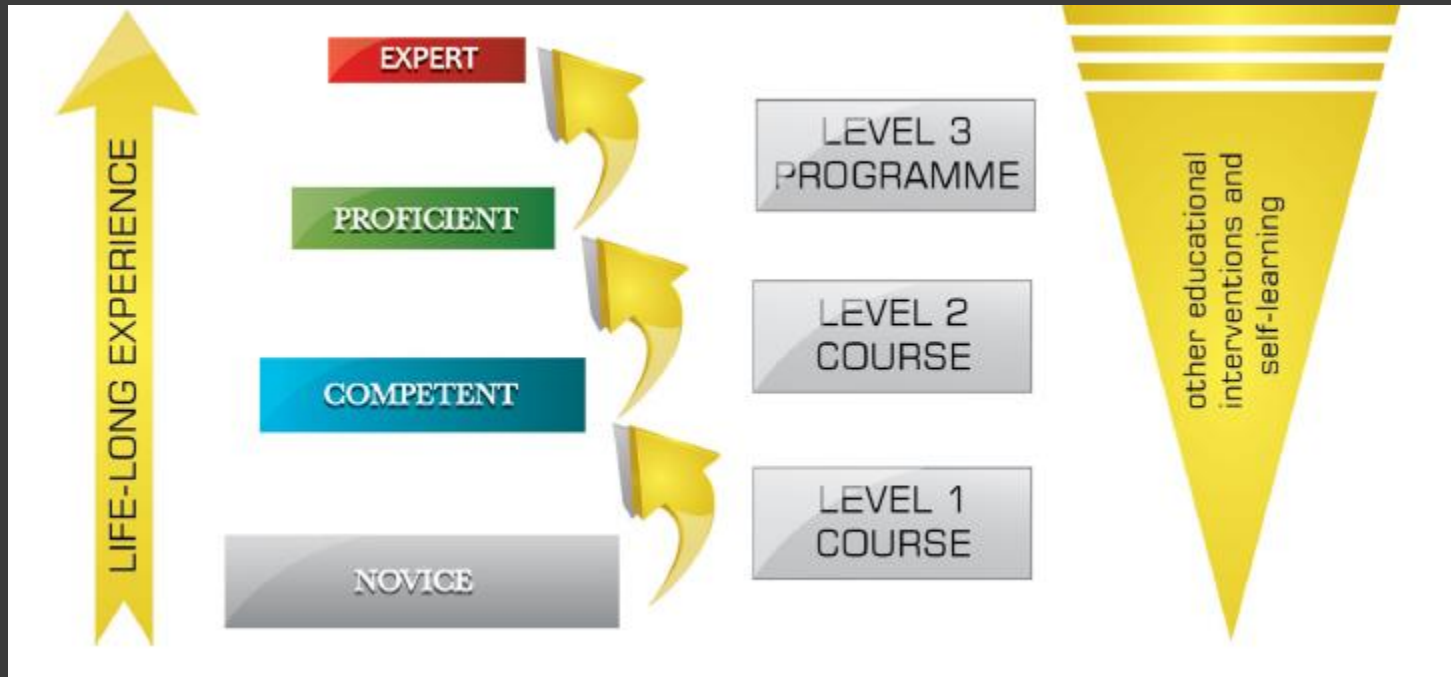 LIFE-LONG EXPERIENCE
EXPERT
PROFICIENT
COMPETENT
NOVICE
LEVEL 3
PROGRAMME
LEVEL 2
COURSE
LEVEL 1
COURSE
other educational
interventions and
self-learning